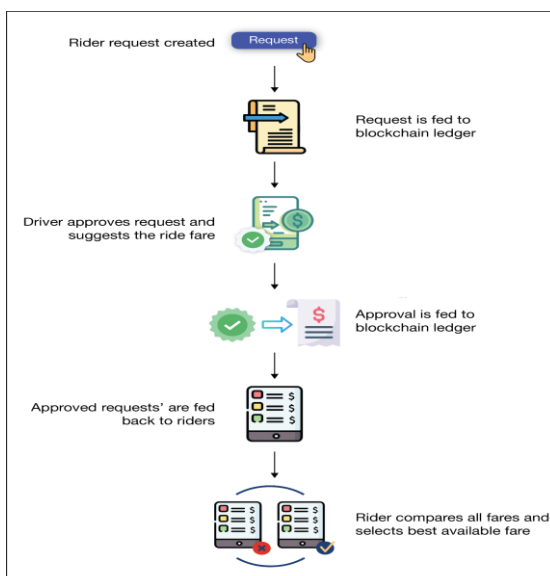 Rider request created
Request
Request is fed to
blockchain ledger
Driver approves request and
suggests the ride fare
$
Approval is fed to
blockchain ledger
$
Approved requests' are fed
back to riders
$
$
$
Rider compares all fares and
selects best available fare
$ $
$ $
$ $